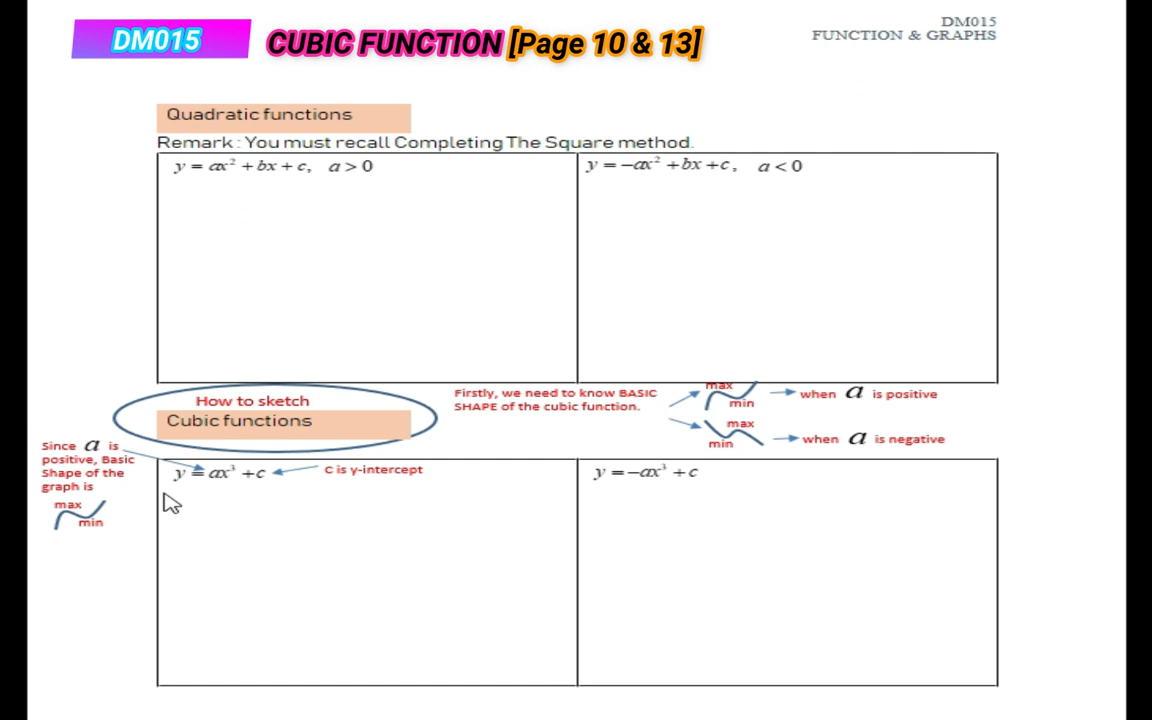 DM015
FUNCTION & GRAPHS
DM015 CUBIC FUNCTION [Page 10 & 13]
Quadratic functions
Remark : You must recall Completing The Square method.
y = ax² + bx + c, a > 0
y = −ax² + bx + c, a < 0
How to sketch
Cubic functions
Firstly, we need to know BASIC
SHAPE of the cubic function.
max
min
when a is positive
max
min
when a is negative
Since a is
positive, Basic
Shape of the
graph is
max
min
y = ax³ + c
C is y-intercept
y = −ax³ + c